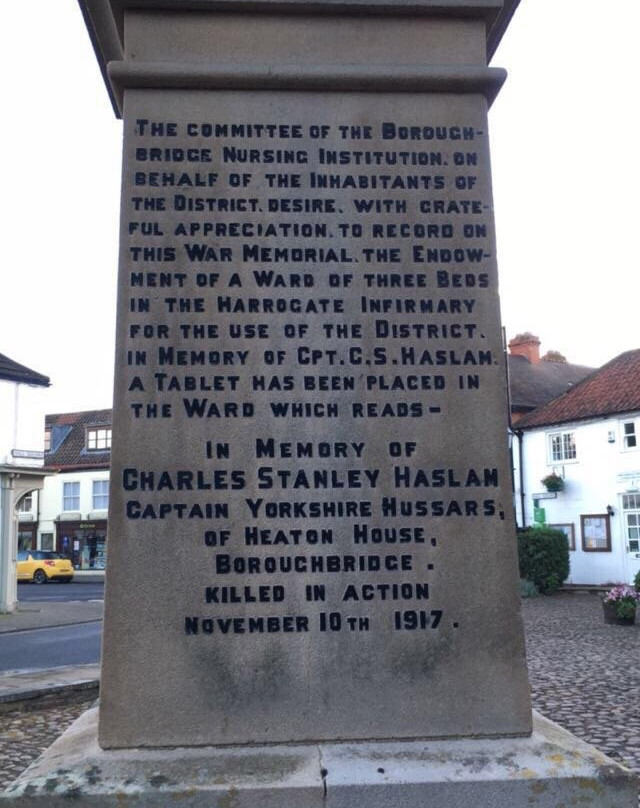 THE COMMITTEE OF THE BOROUGH-
BRIDGE NURSING INSTITUTION, ON
BEHALF OF THE INHABITANTS OF
THE DISTRICT, DESIRE, WITH GRATE-
FUL APPRECIATION, TO RECORD ON
THIS WAR MEMORIAL, THE ENDOW-
MENT OF A WARD OF THREE BEDS
IN THE HARROGATE INFIRMARY
FOR THE USE OF THE DISTRICT.
IN MEMORY OF CPT. C. S. HASLAM.
A TABLET HAS BEEN PLACED IN
THE WARD WHICH READS –
IN MEMORY OF
CHARLES STANLEY HASLAM
CAPTAIN YORKSHIRE HUSSARS,
OF HEATON HOUSE,
BOROUGHBRIDGE.
KILLED IN ACTION
NOVEMBER 10TH 1917.